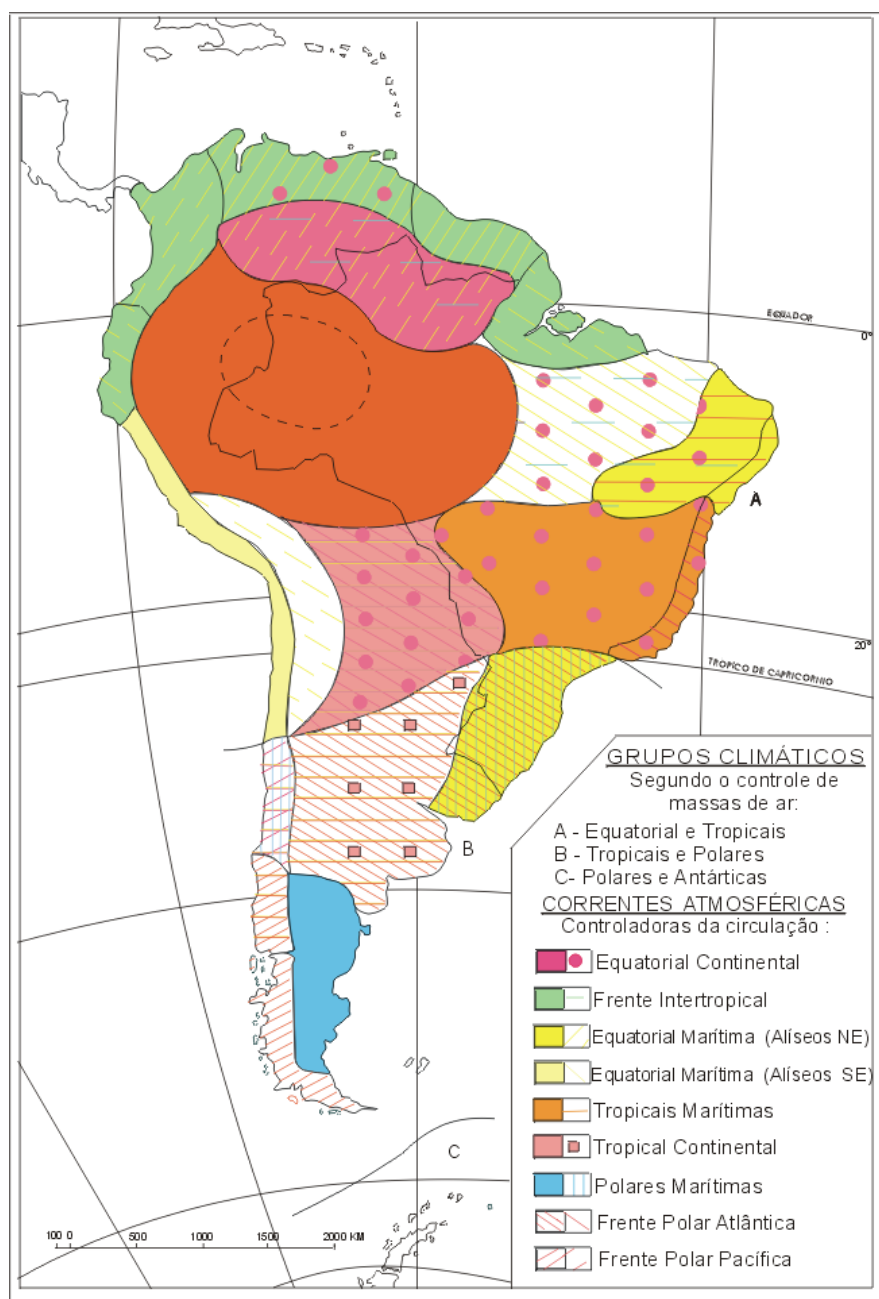 EQUADOR
0°
A
20°
TROPICO DE CAPRICORNIO
GRUPOS CLIMÁTICOS
Segundo o controle de
massas de ar:
A - Equatorial e Tropicais
B - Tropicais e Polares
C- Polares e Antárticas
B
CORRENTES ATMOSFÉRICAS
Controladoras da circulação :
Equatorial Continental
Frente Intertropical
Equatorial Marítima (Alíseos NE)
Equatorial Marítima (Alíseos SE)
Tropicais Marítimas
Tropical Continental
C
Polares Marítimas
Frente Polar Atlântica
Frente Polar Pacífica
100 0 500 1000 1500 2000 KM